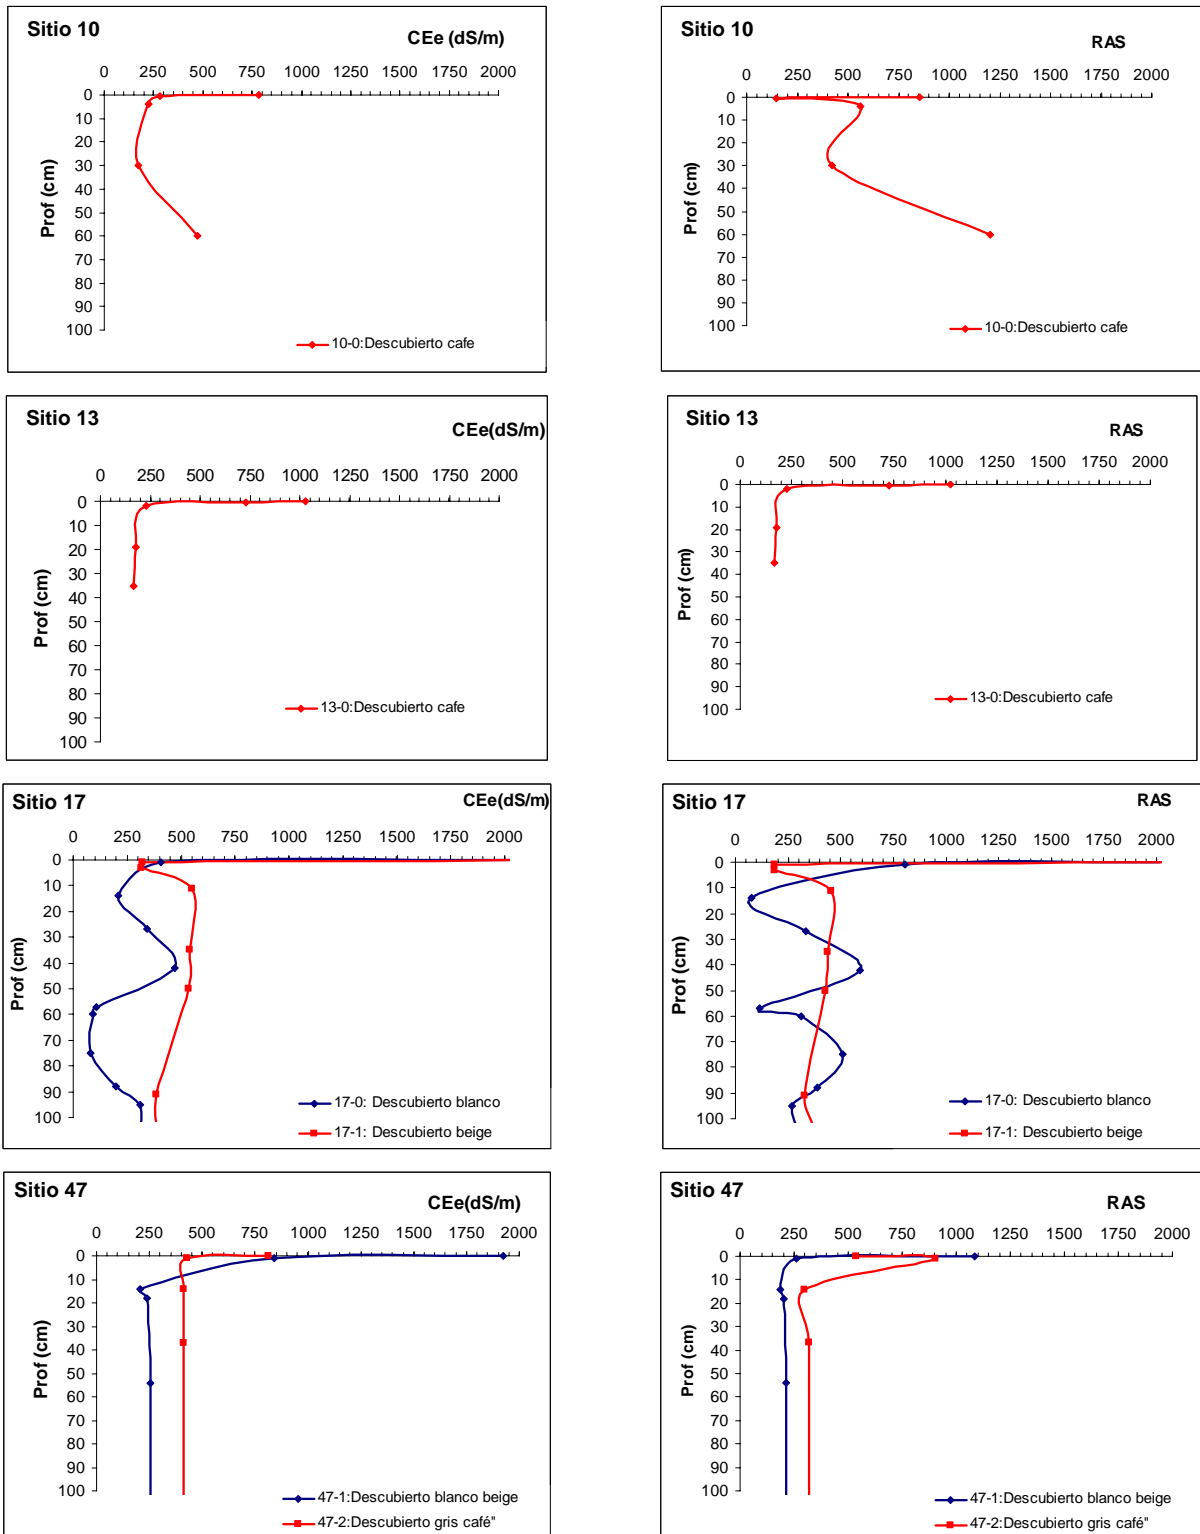 Sitio 10
CEe (dS/m)
0 250 500 750 1000 1250 1500 1750 2000
0
10
20
30
40
50
60
70
80
90
100
Prof (cm)
10-0:Descubierto cafe
Sitio 10
RAS
0 250 500 750 1000 1250 1500 1750 2000
0
10
20
30
40
50
60
70
80
90
100
Prof (cm)
10-0:Descubierto cafe
Sitio 13
CEe(dS/m)
0 250 500 750 1000 1250 1500 1750 2000
0
10
20
30
40
50
60
70
80
90
100
Prof (cm)
13-0:Descubierto cafe
Sitio 13
RAS
0 250 500 750 1000 1250 1500 1750 2000
0
10
20
30
40
50
60
70
80
90
100
Prof (cm)
13-0:Descubierto cafe
Sitio 17
CEe(dS/m)
0 250 500 750 1000 1250 1500 1750 2000
0
10
20
30
40
50
60
70
80
90
100
Prof (cm)
17-0: Descubierto blanco
17-1: Descubierto beige
Sitio 17
RAS
0 250 500 750 1000 1250 1500 1750 2000
0
10
20
30
40
50
60
70
80
90
100
Prof (cm)
17-0: Descubierto blanco
17-1: Descubierto beige
Sitio 47
CEe(dS/m)
0 250 500 750 1000 1250 1500 1750 2000
0
10
20
30
40
50
60
70
80
90
100
Prof (cm)
47-1:Descubierto blanco beige
47-2:Descubierto gris café"
Sitio 47
RAS
0 250 500 750 1000 1250 1500 1750 2000
0
10
20
30
40
50
60
70
80
90
100
Prof (cm)
47-1:Descubierto blanco beige
47-2:Descubierto gris café"